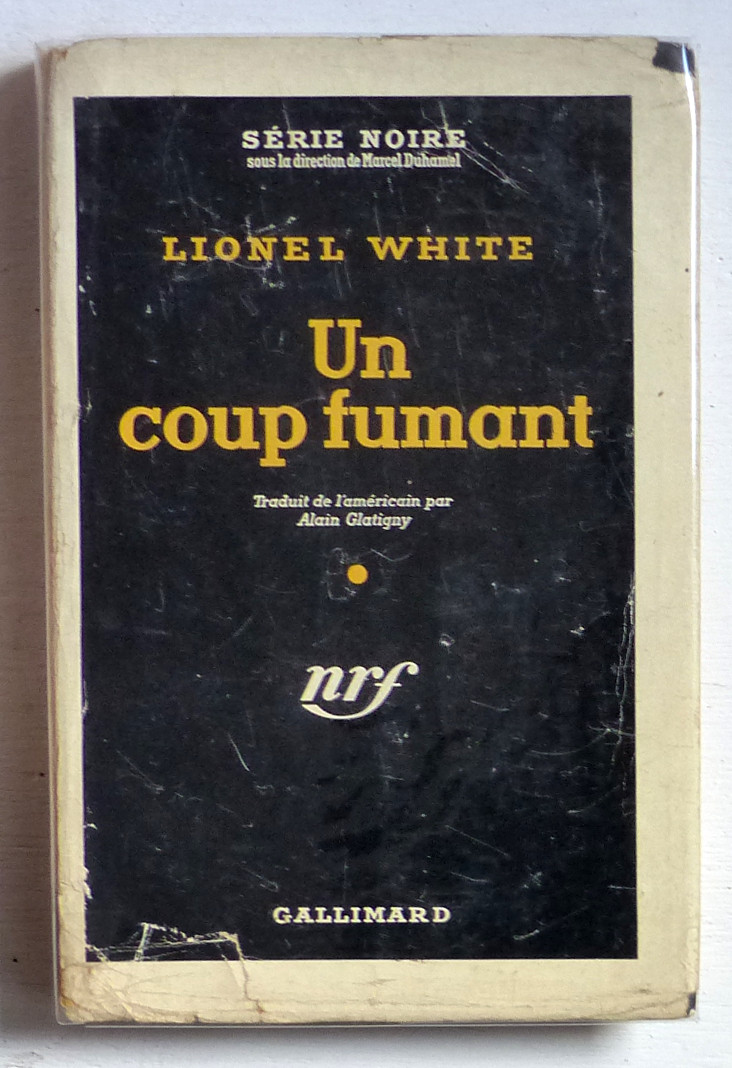 SÉRIE NOIRE
sous la direction de Marcel Duhamel
LIONEL WHITE
Un
coup fumant
Traduit de l'américain par
Alain Glatigny
nrf
GALLIMARD